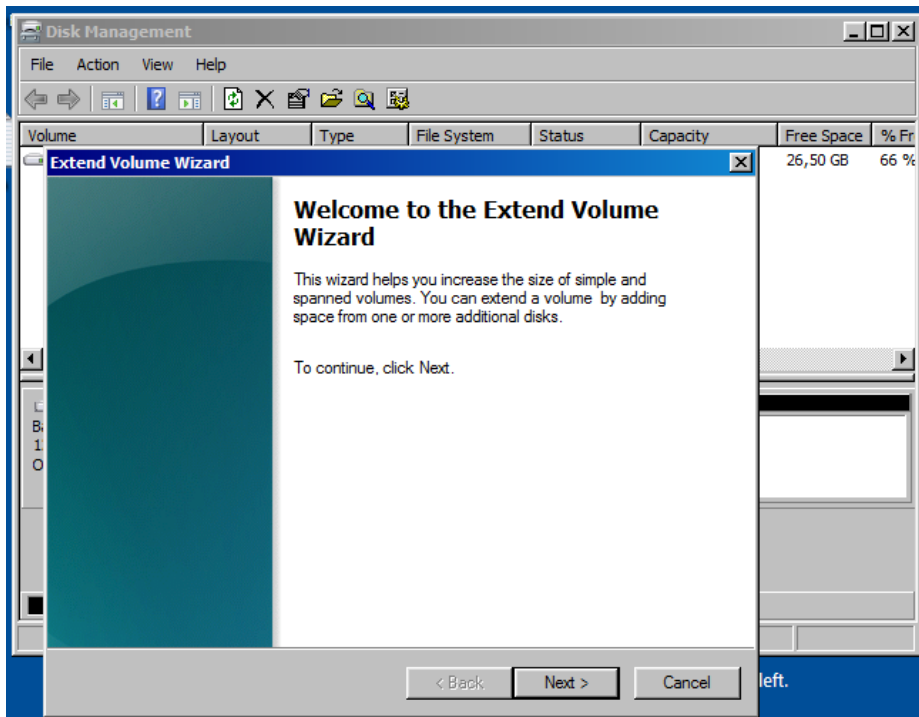 Disk Management
File Action View Help
Volume Layout Type File System Status Capacity Free Space % Fr
26,50 GB 66 %
Extend Volume Wizard
Welcome to the Extend Volume
Wizard
This wizard helps you increase the size of simple and
spanned volumes. You can extend a volume by adding
space from one or more additional disks.
To continue, click Next.
< Back Next > Cancel
left.